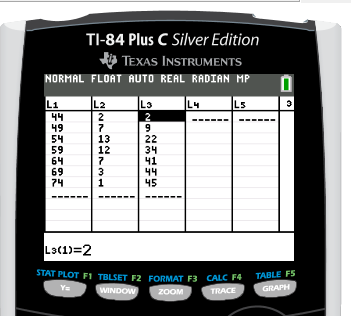 TI-84 Plus C Silver Edition
TEXAS INSTRUMENTS
NORMAL FLOAT AUTO REAL RADIAN MP
L1 L2 L3 L4 L5 3
44 2 2 ------ ------
49 7 9
54 13 22
59 12 34
64 7 41
69 3 44
74 1 45
------ ------ ------
L3(1)=2
STAT PLOT F1 TBLSET F2 FORMAT F3 CALC F4 TABLE F5
Y= WINDOW ZOOM TRACE GRAPH